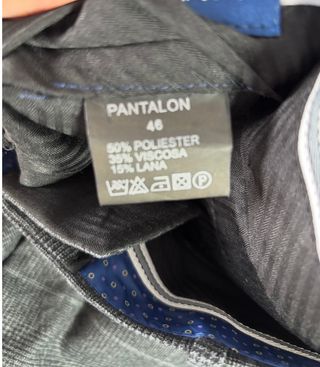 PANTALON
46
50% POLIESTER
35% VISCOSA
15% LANA